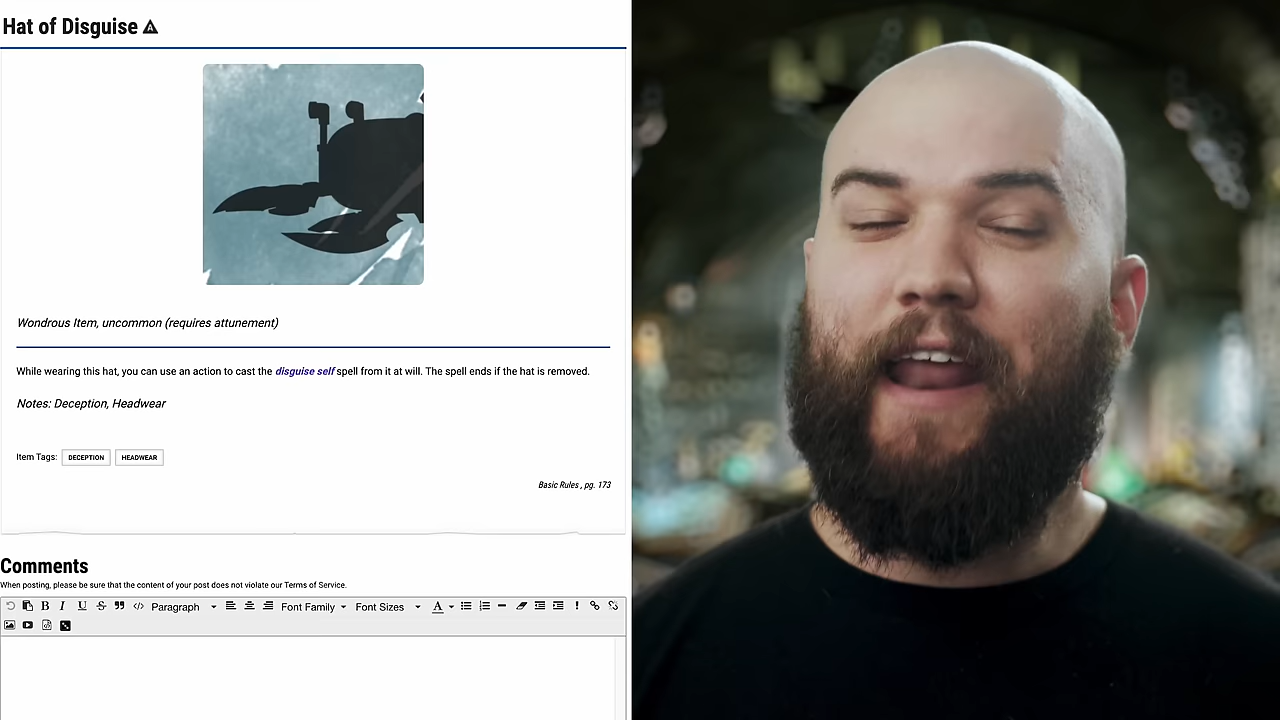 Hat of Disguise
Wondrous Item, uncommon (requires attunement)
While wearing this hat, you can use an action to cast the disguise self spell from it at will. The spell ends if the hat is removed.
Notes: Deception, Headwear
Item Tags: DECEPTION HEADWEAR
Basic Rules , pg. 173
Comments
When posting, please be sure that the content of your post does not violate our Terms of Service.
B I U S Paragraph Font Family Font Sizes A